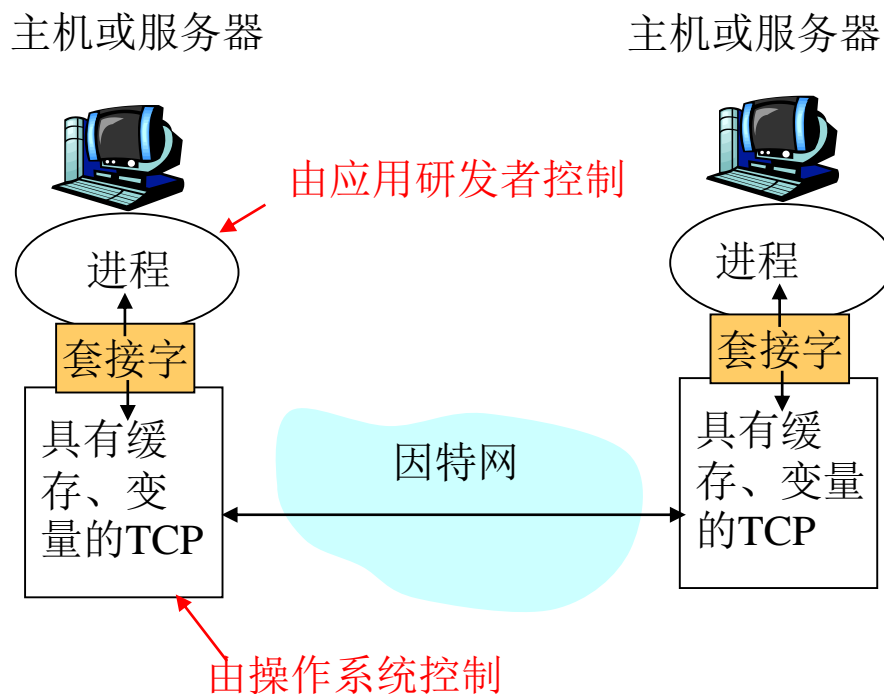 主机或服务器
主机或服务器
由应用研发者控制
进程
进程
套接字
套接字
具有缓
存、变
量的TCP
因特网
具有缓
存、变量
的TCP
由操作系统控制